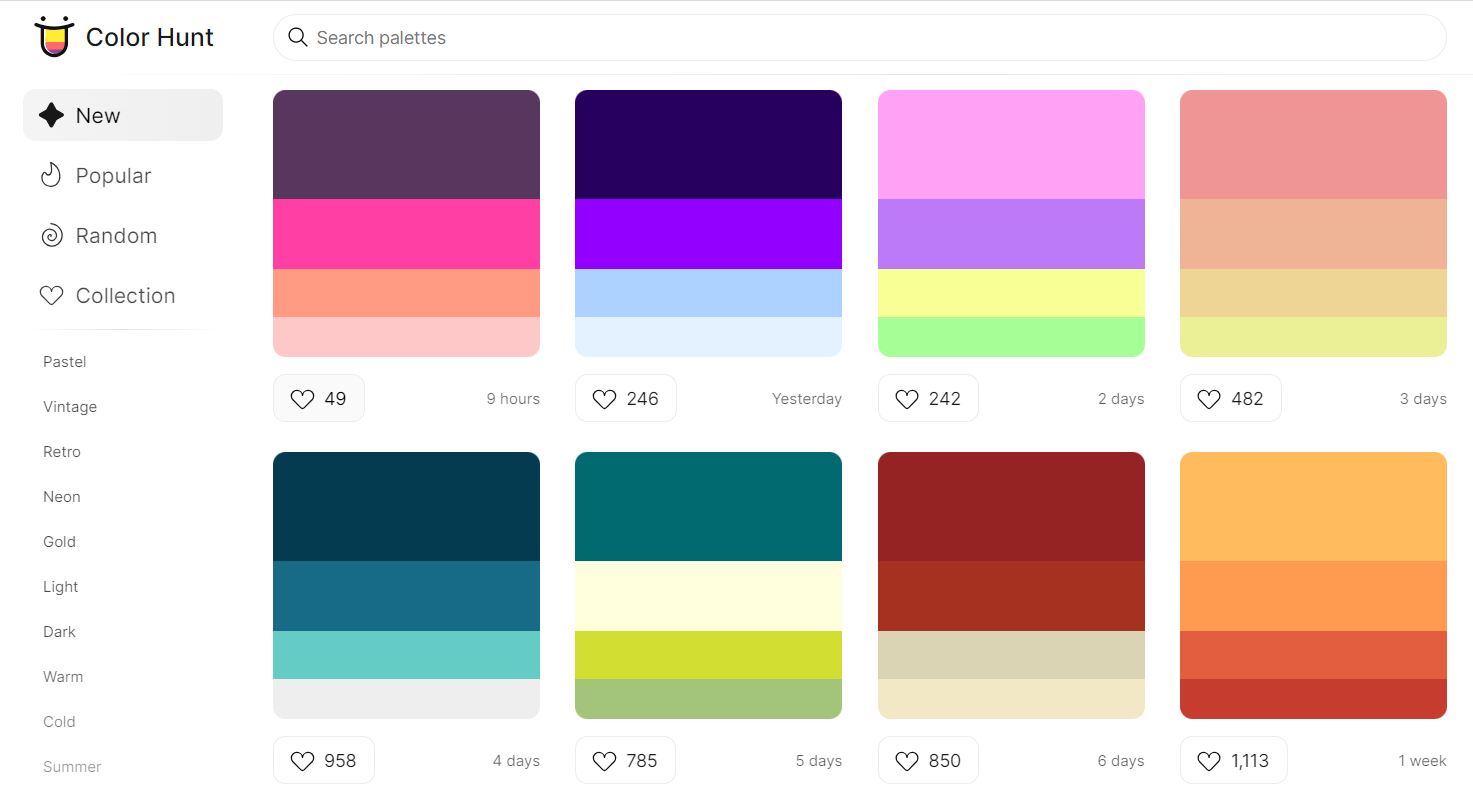 Color Hunt
Search palettes
New
Popular
Random
Collection
Pastel
Vintage
Retro
Neon
Gold
Light
Dark
Warm
Cold
Summer
49 9 hours
246 Yesterday
242 2 days
482 3 days
958 4 days
785 5 days
850 6 days
1,113 1 week